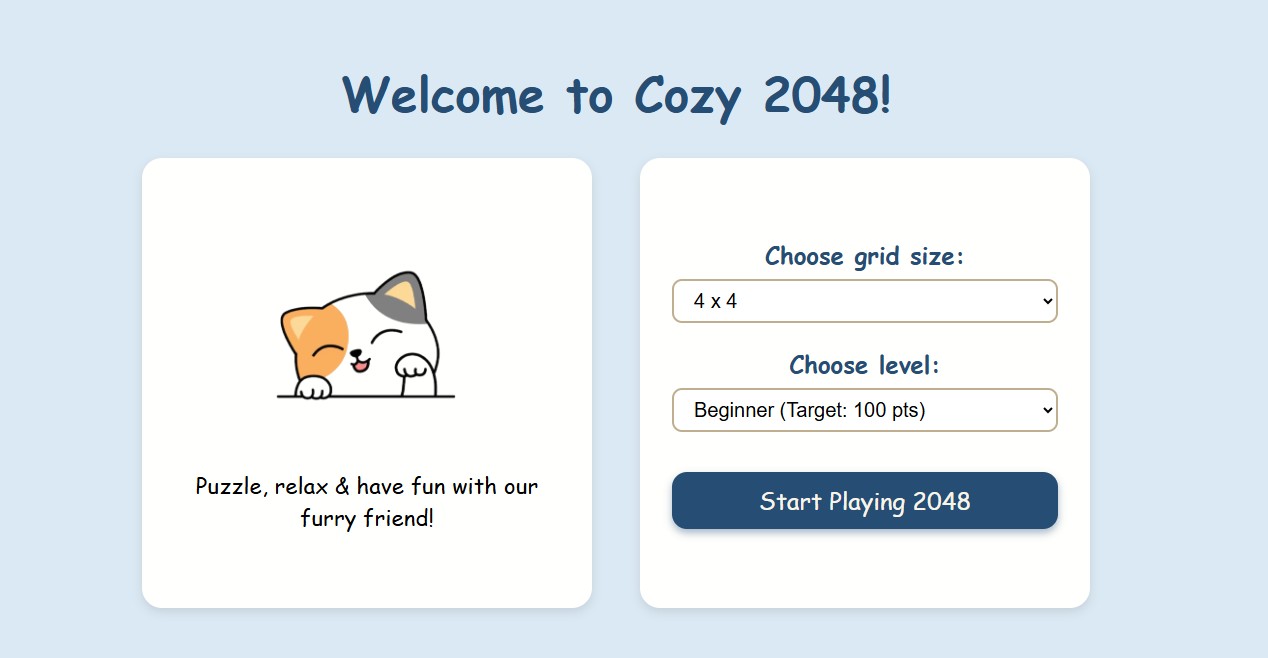 Welcome to Cozy 2048!
Puzzle, relax & have fun with our
furry friend!
Choose grid size:
4 x 4
Choose level:
Beginner (Target: 100 pts)
Start Playing 2048